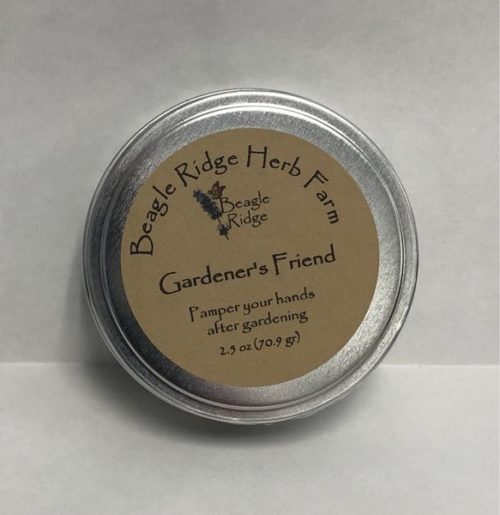 Beagle Ridge Herb Farm
Beagle
Ridge
Gardener's Friend
Pamper your hands
after gardening
2.5 oz (70.9 gr)